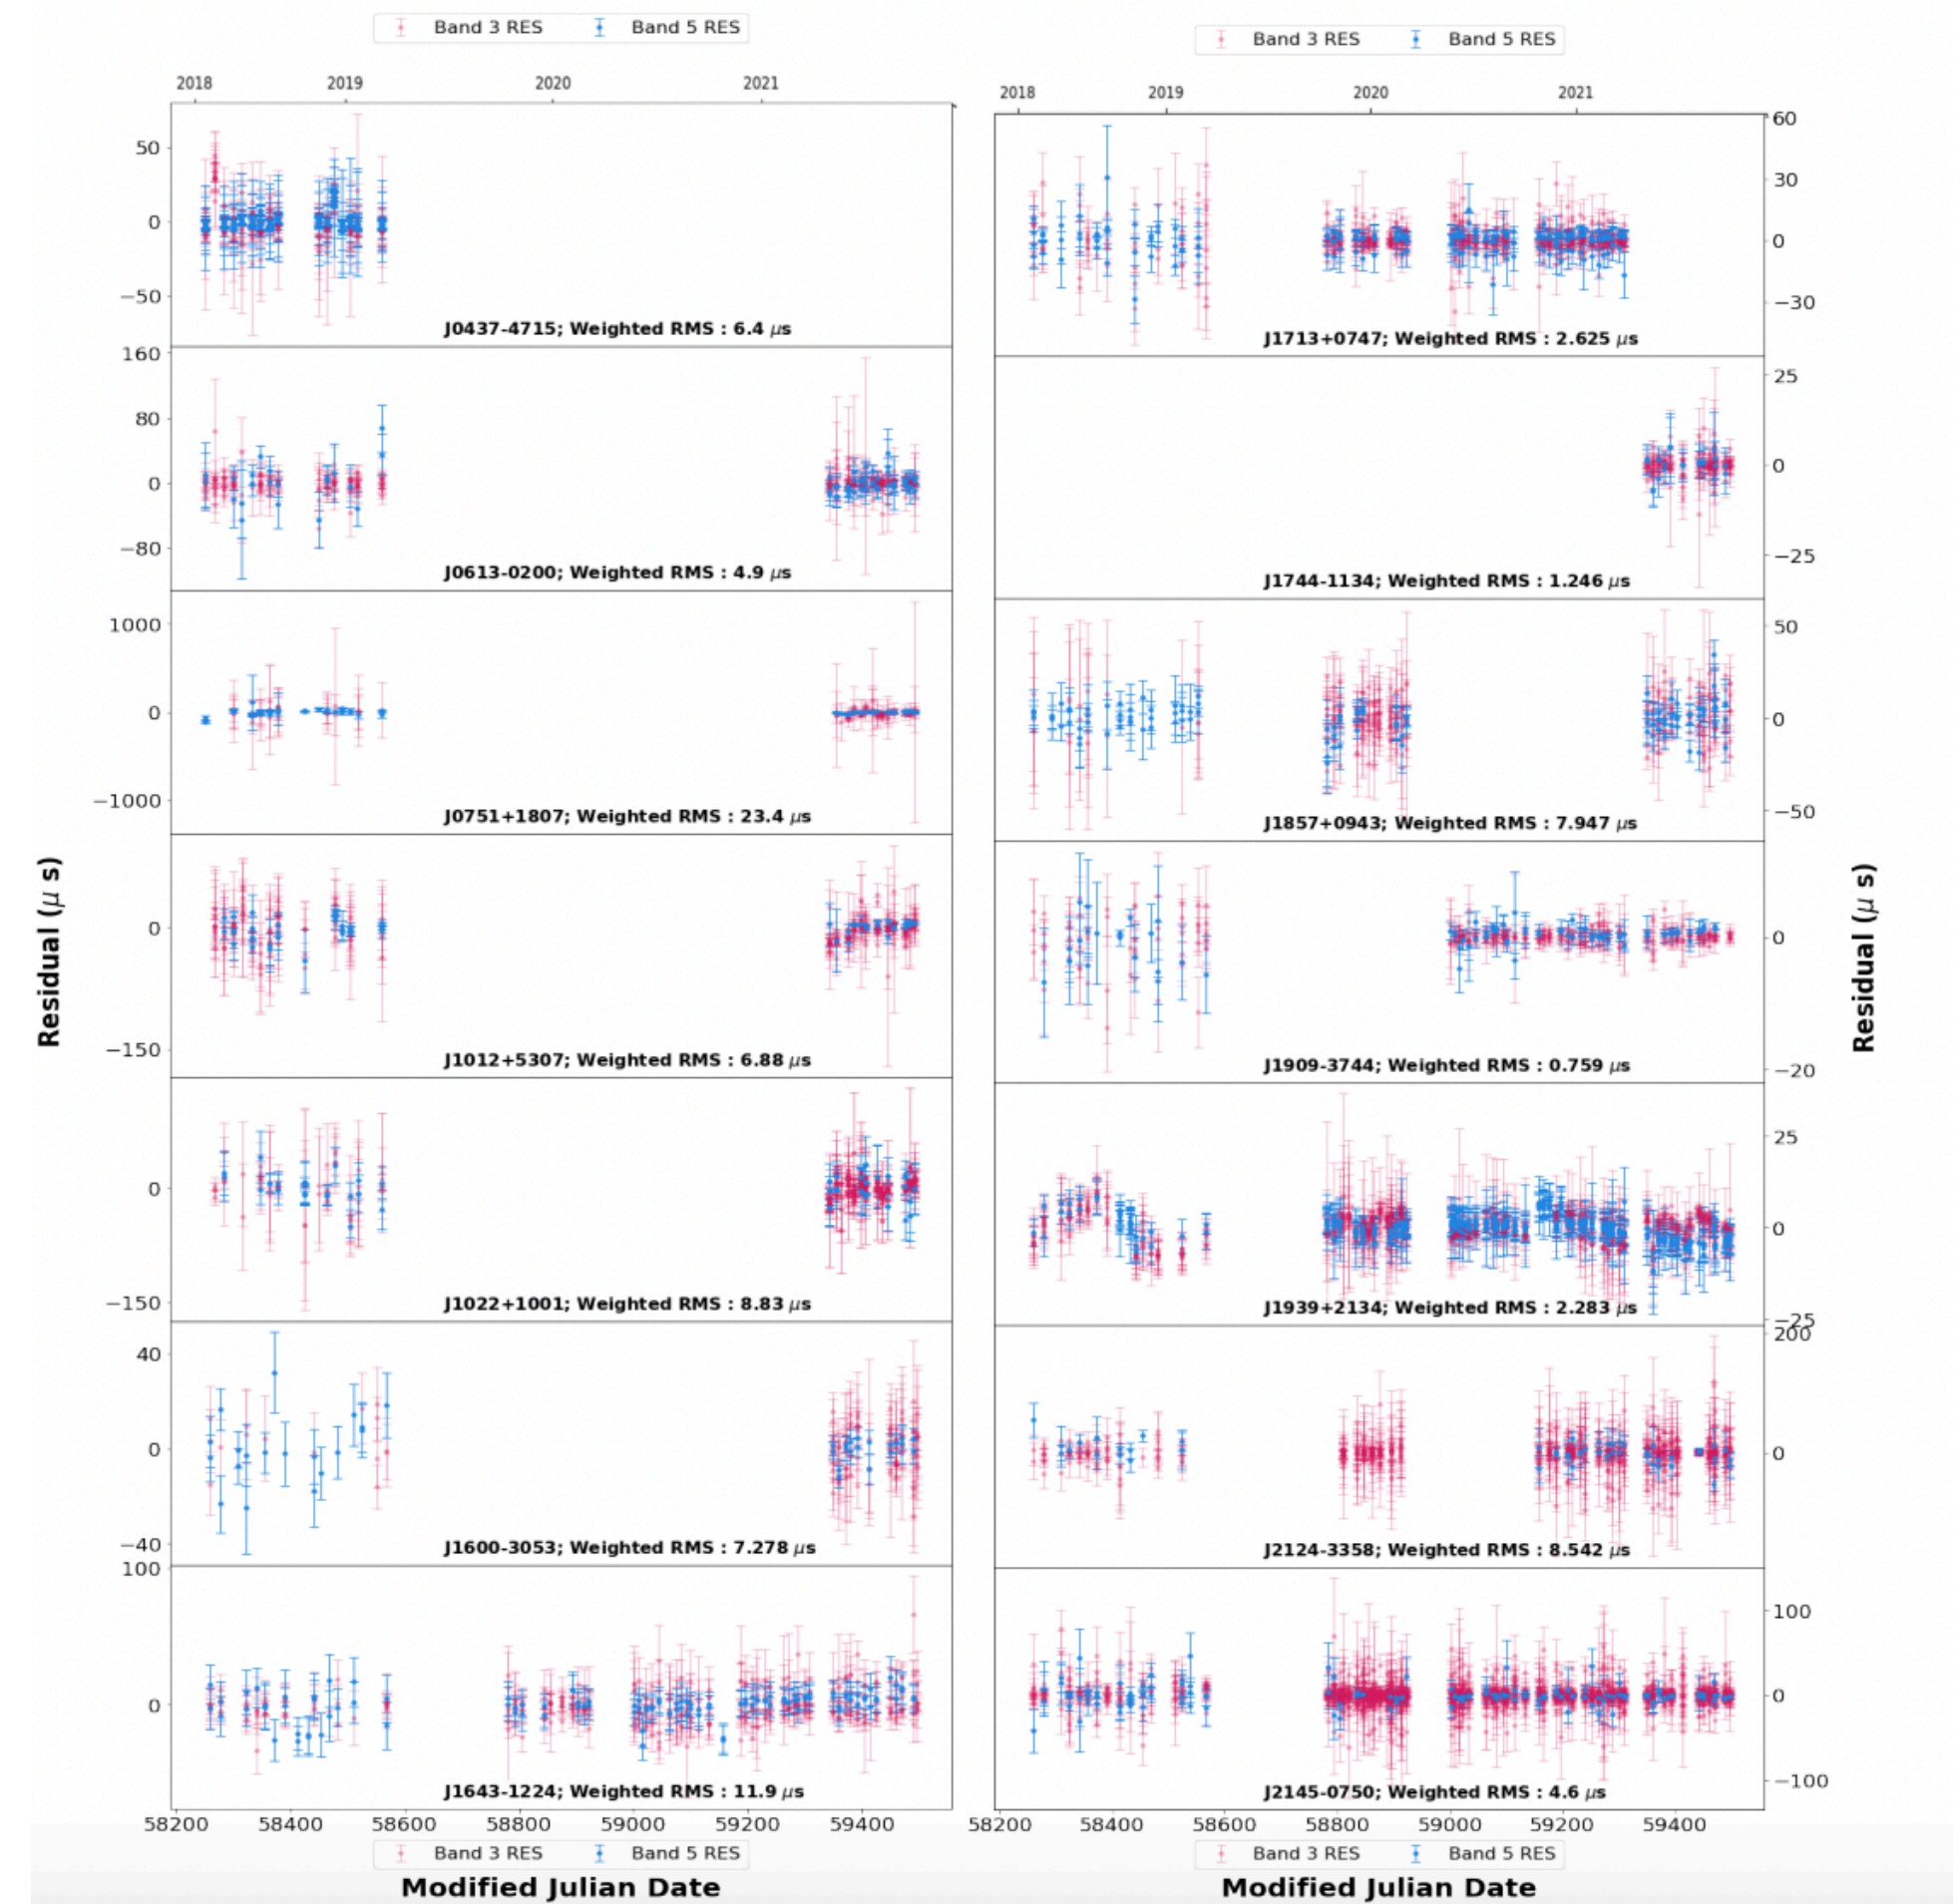 Band 3 RES Band 5 RES
2018 2019 2020 2021
50
0
−50
J0437-4715; Weighted RMS : 6.4 μs
160
80
0
−80
J0613-0200; Weighted RMS : 4.9 μs
1000
0
−1000
J0751+1807; Weighted RMS : 23.4 μs
0
−150
J1012+5307; Weighted RMS : 6.88 μs
0
−150
J1022+1001; Weighted RMS : 8.83 μs
40
0
−40
J1600-3053; Weighted RMS : 7.278 μs
100
0
J1643-1224; Weighted RMS : 11.9 μs
58200 58400 58600 58800 59000 59200 59400
Band 3 RES Band 5 RES
Modified Julian Date
Residual (μ s)
Band 3 RES Band 5 RES
2018 2019 2020 2021
60
30
0
−30
J1713+0747; Weighted RMS : 2.625 μs
25
0
−25
J1744-1134; Weighted RMS : 1.246 μs
50
0
−50
J1857+0943; Weighted RMS : 7.947 μs
0
−20
J1909-3744; Weighted RMS : 0.759 μs
25
0
−25
J1939+2134; Weighted RMS : 2.283 μs
200
0
J2124-3358; Weighted RMS : 8.542 μs
100
0
−100
J2145-0750; Weighted RMS : 4.6 μs
58200 58400 58600 58800 59000 59200 59400
Band 3 RES Band 5 RES
Modified Julian Date
Residual (μ s)